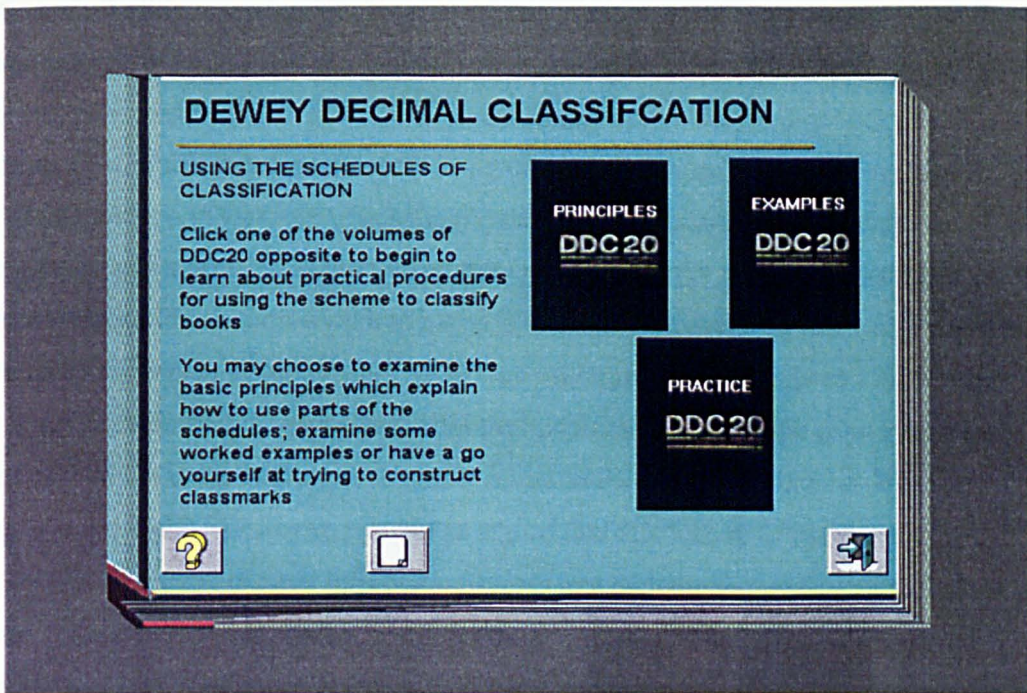 DEWEY DECIMAL CLASSIFCATION
USING THE SCHEDULES OF
CLASSIFICATION
Click one of the volumes of
DDC20 opposite to begin to
learn about practical procedures
for using the scheme to classify
books
You may choose to examine the
basic principles which explain
how to use parts of the
schedules; examine some
worked examples or have a go
yourself at trying to construct
classmarks
PRINCIPLES
DDC20
EXAMPLES
DDC20
PRACTICE
DDC20